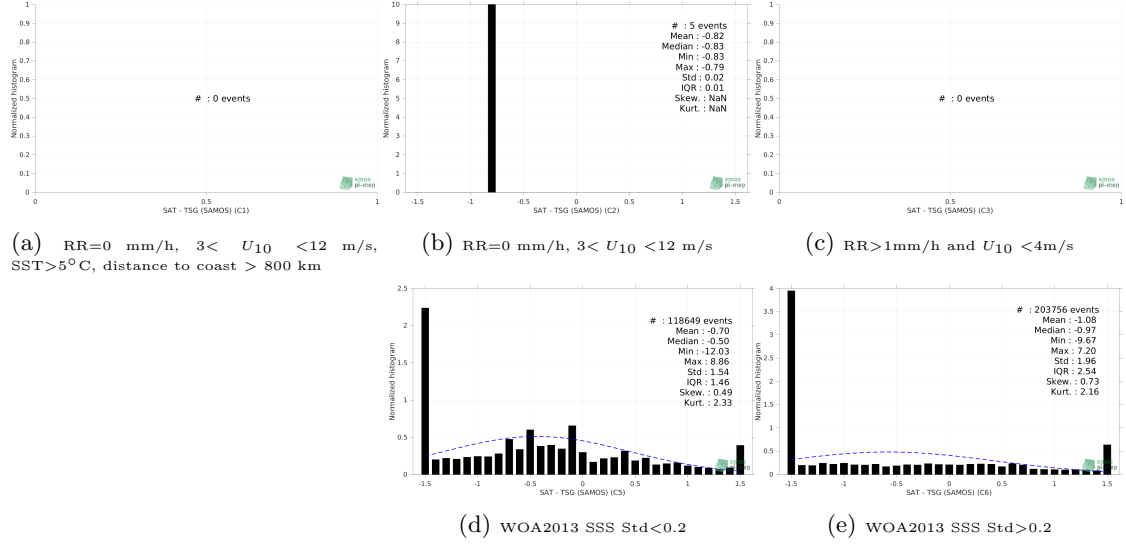 1
0.9
0.8
0.7
0.6
0.5
0.4
0.3
0.2
0.1
0
Normalized histogram
# : 0 events
smos
pi-mep
0 0.5 1
SAT - TSG (SAMOS) (C1)
10
9
8
7
6
5
4
3
2
1
0
Normalized histogram
# : 5 events
Mean : -0.82
Median : -0.83
Min : -0.83
Max : -0.79
Std : 0.02
IQR : 0.01
Skew. : NaN
Kurt. : NaN
smos
pi-mep
-1.5 -1 -0.5 0 0.5 1 1.5
SAT - TSG (SAMOS) (C2)
1
0.9
0.8
0.7
0.6
0.5
0.4
0.3
0.2
0.1
0
Normalized histogram
# : 0 events
smos
pi-mep
0 0.5 1
SAT - TSG (SAMOS) (C3)
(a) RR=0 mm/h, 3< U10 <12 m/s,
SST>5°C, distance to coast > 800 km
(b) RR=0 mm/h, 3< U10 <12 m/s
(c) RR>1mm/h and U10 <4m/s
2.5
2
1.5
1
0.5
0
Normalized histogram
# : 118649 events
Mean : -0.70
Median : -0.50
Min : -12.03
Max : 8.86
Std : 1.54
IQR : 1.46
Skew. : 0.49
Kurt. : 2.33
smos
pi-mep
-1.5 -1 -0.5 0 0.5 1 1.5
SAT - TSG (SAMOS) (C5)
4
3.5
3
2.5
2
1.5
1
0.5
0
Normalized histogram
# : 203756 events
Mean : -1.08
Median : -0.97
Min : -9.67
Max : 7.20
Std : 1.96
IQR : 2.54
Skew. : 0.73
Kurt. : 2.16
smos
pi-mep
-1.5 -1 -0.5 0 0.5 1 1.5
SAT - TSG (SAMOS) (C6)
(d) WOA2013 SSS Std<0.2
(e) WOA2013 SSS Std>0.2